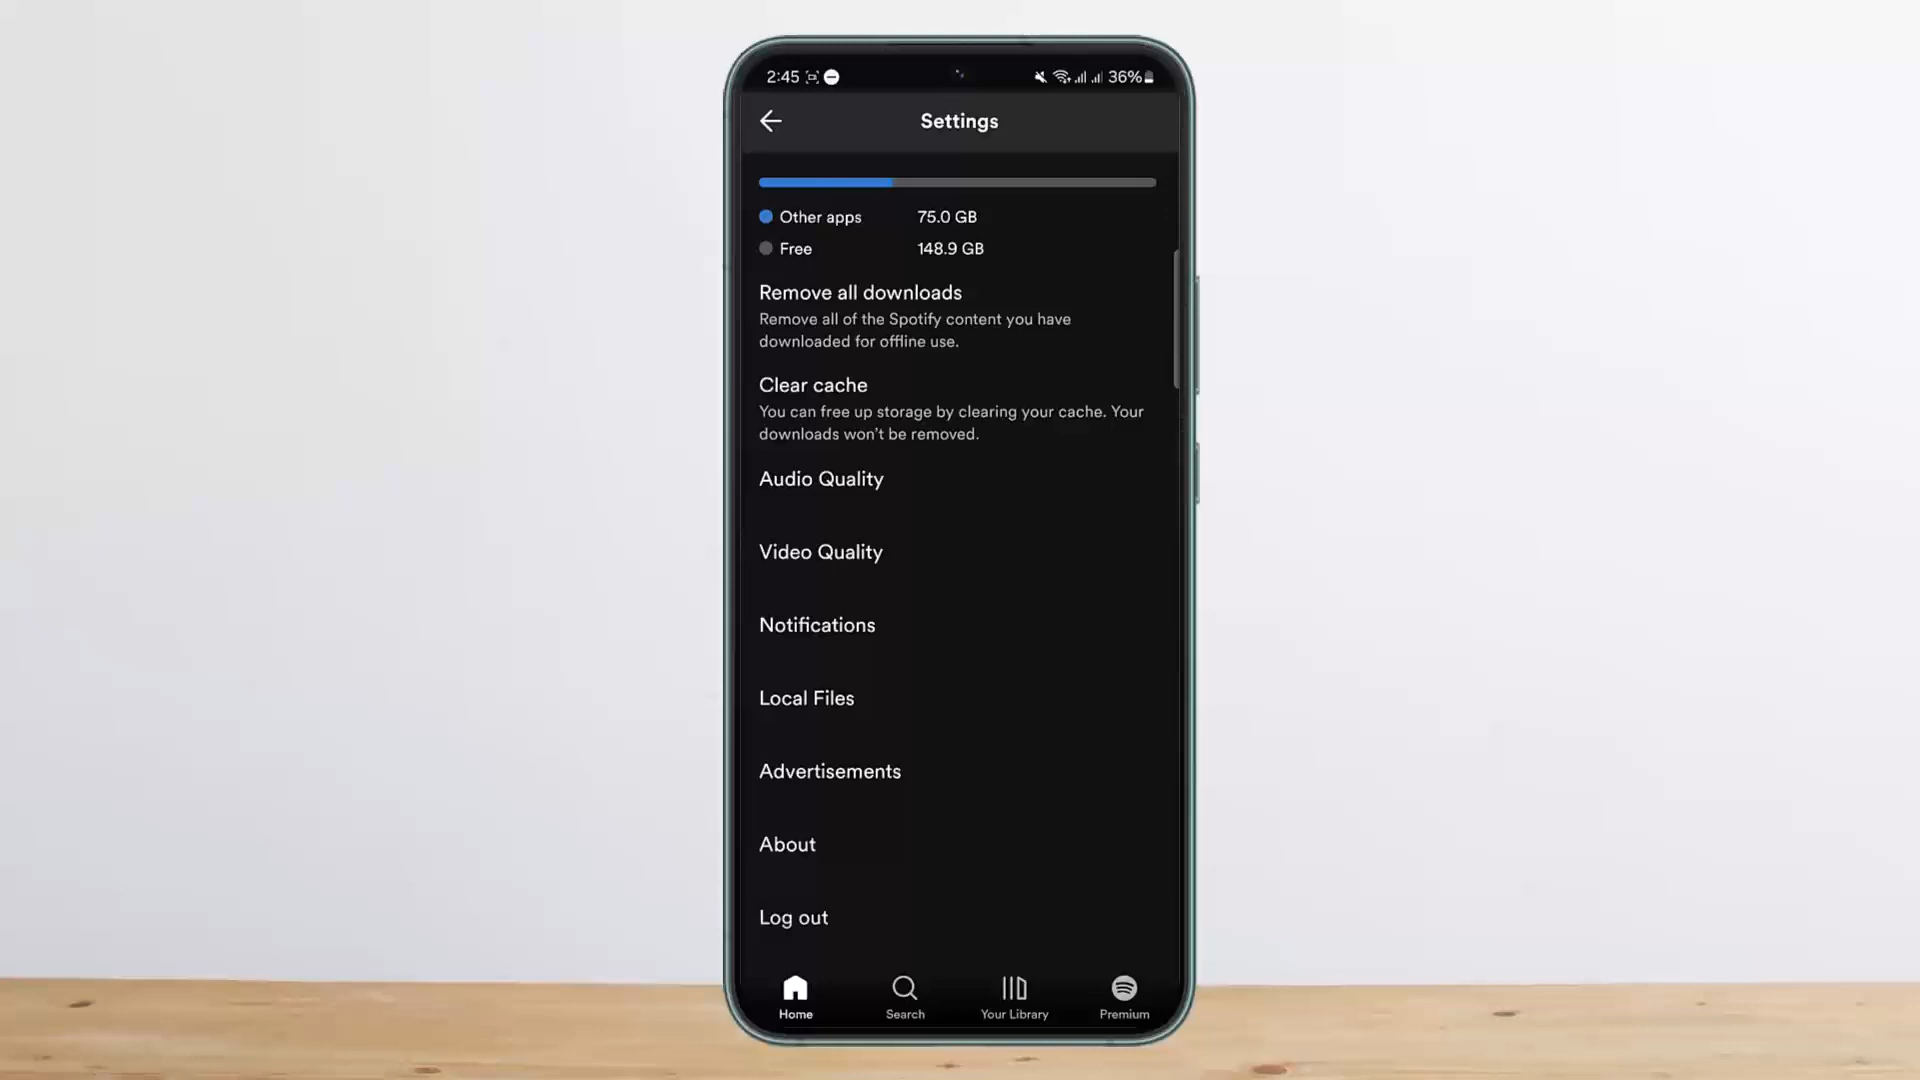 2:45 36%
Settings
Other apps 75.0 GB
Free 148.9 GB
Remove all downloads
Remove all of the Spotify content you have
downloaded for offline use.
Clear cache
You can free up storage by clearing your cache. Your
downloads won't be removed.
Audio Quality
Video Quality
Notifications
Local Files
Advertisements
About
Log out
Home Search Your Library Premium